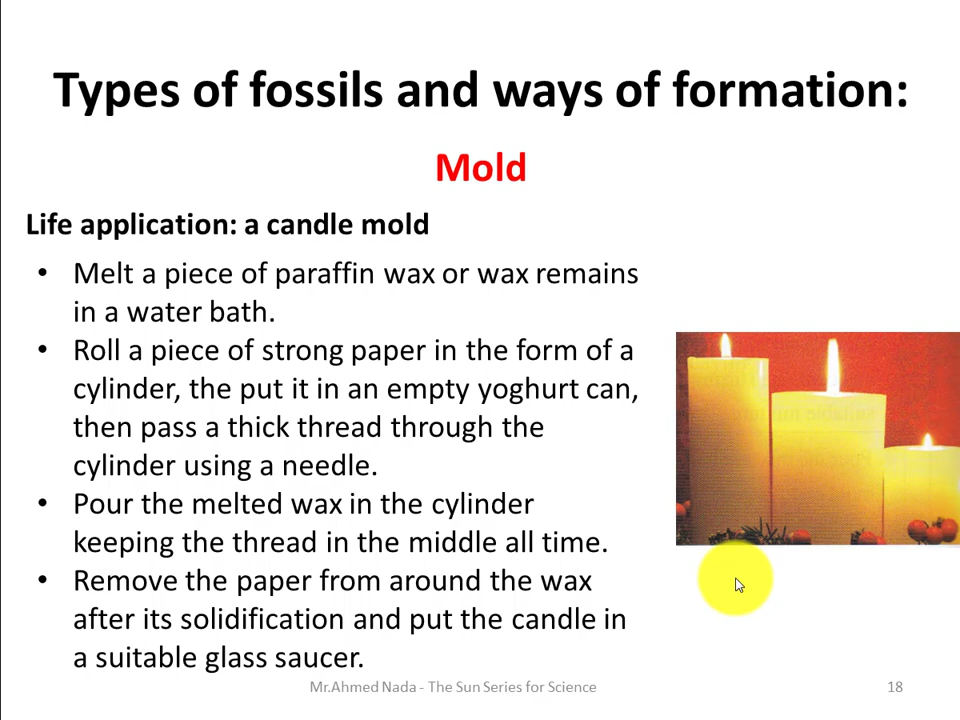 Types of fossils and ways of formation:
Mold
Life application: a candle mold
• Melt a piece of paraffin wax or wax remains
in a water bath.
• Roll a piece of strong paper in the form of a
cylinder, the put it in an empty yoghurt can,
then pass a thick thread through the
cylinder using a needle.
• Pour the melted wax in the cylinder
keeping the thread in the middle all time.
• Remove the paper from around the wax
after its solidification and put the candle in
a suitable glass saucer.
Mr.Ahmed Nada - The Sun Series for Science
18